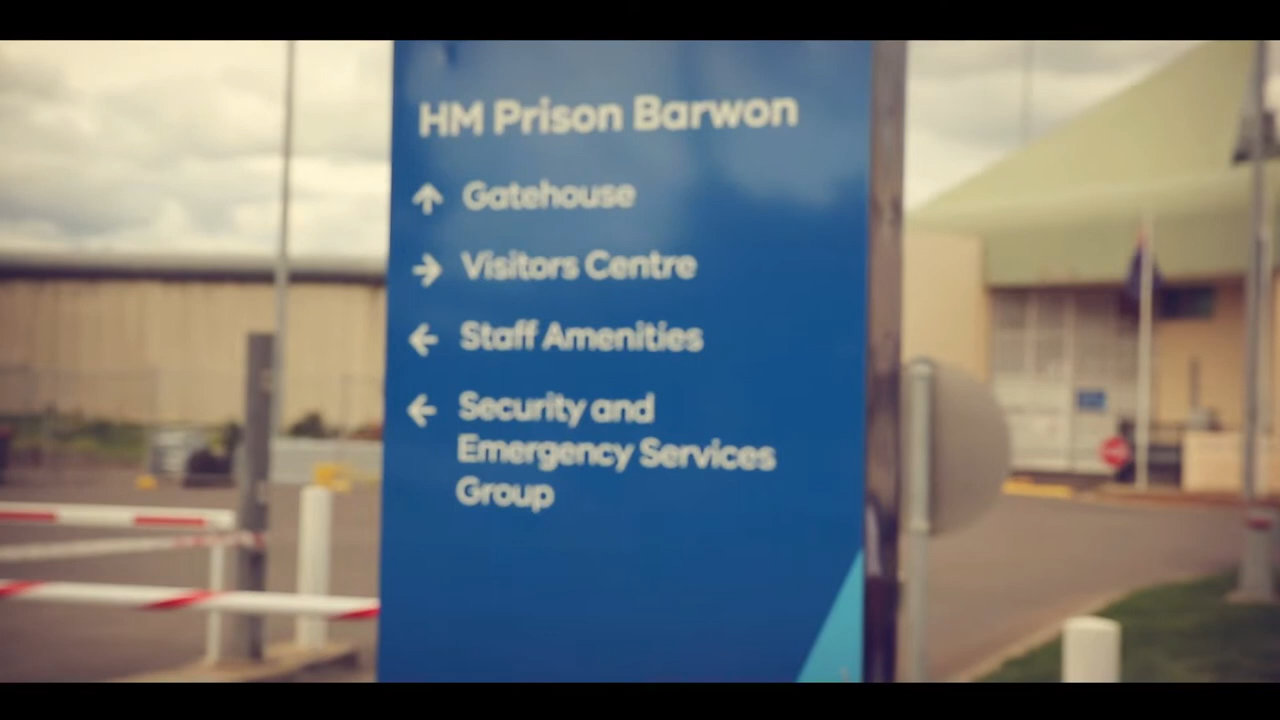 HM Prison Barwon
↑ Gatehouse
→ Visitors Centre
← Staff Amenities
← Security and
Emergency Services
Group